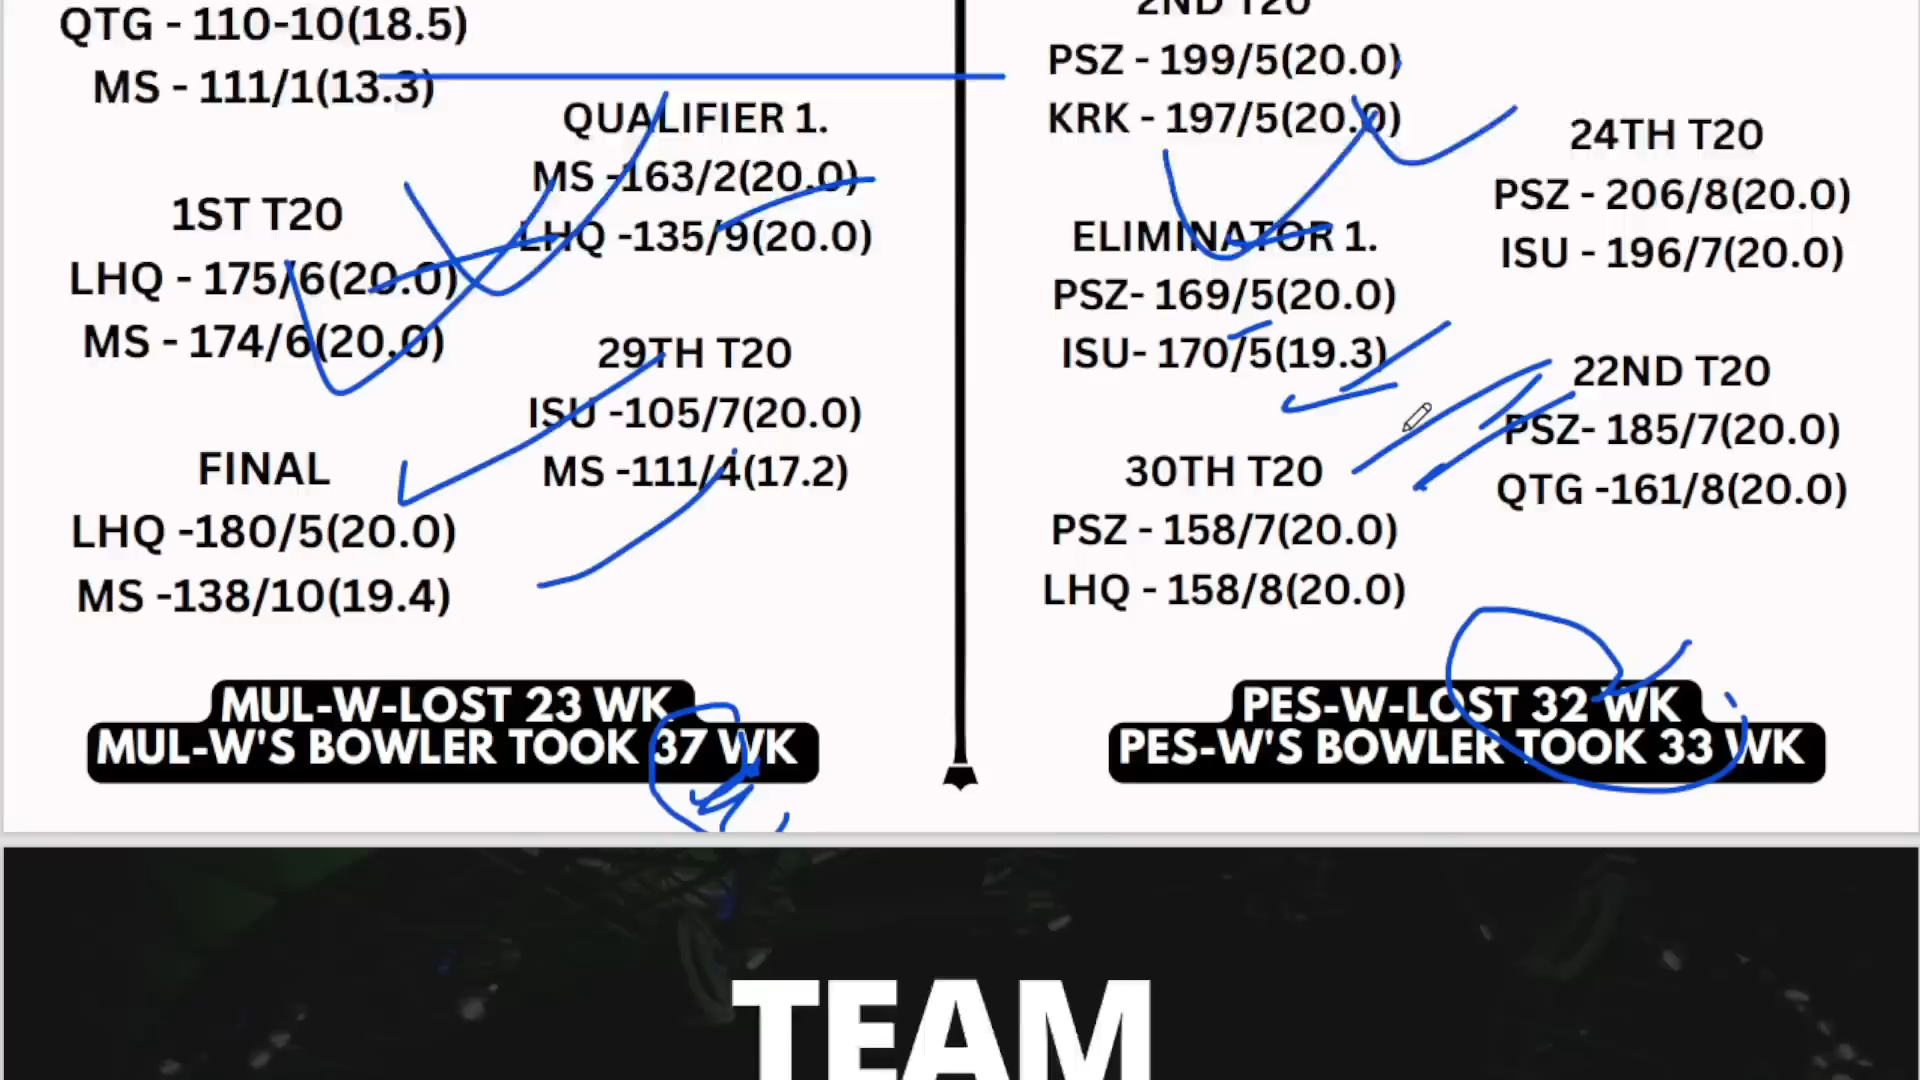 QTG - 110-10(18.5)
MS - 111/1(13.3)
1ST T20
LHQ - 175/6(20.0)
MS - 174/6(20.0)
FINAL
LHQ -180/5(20.0)
MS -138/10(19.4)
QUALIFIER 1.
MS -163/2(20.0)
LHQ -135/9(20.0)
29TH T20
ISU -105/7(20.0)
MS -111/4(17.2)
MUL-W-LOST 23 WK
MUL-W'S BOWLER TOOK 37 WK
2ND T20
PSZ - 199/5(20.0)
KRK - 197/5(20.0)
ELIMINATOR 1.
PSZ- 169/5(20.0)
ISU- 170/5(19.3)
30TH T20
PSZ - 158/7(20.0)
LHQ - 158/8(20.0)
24TH T20
PSZ - 206/8(20.0)
ISU - 196/7(20.0)
22ND T20
PSZ- 185/7(20.0)
QTG -161/8(20.0)
PES-W-LOST 32 WK
PES-W'S BOWLER TOOK 33 WK
TEAM